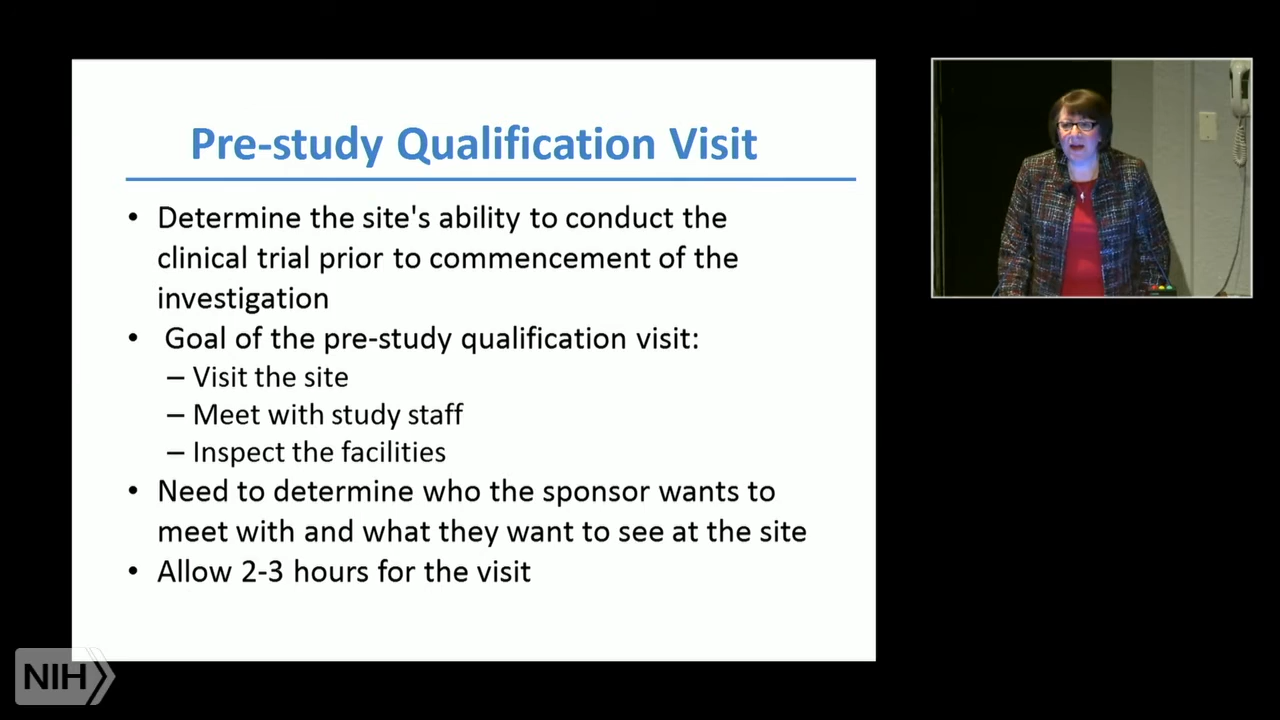 Pre-study Qualification Visit
• Determine the site's ability to conduct the
clinical trial prior to commencement of the
investigation
• Goal of the pre-study qualification visit:
– Visit the site
– Meet with study staff
– Inspect the facilities
• Need to determine who the sponsor wants to
meet with and what they want to see at the site
• Allow 2-3 hours for the visit
NIH